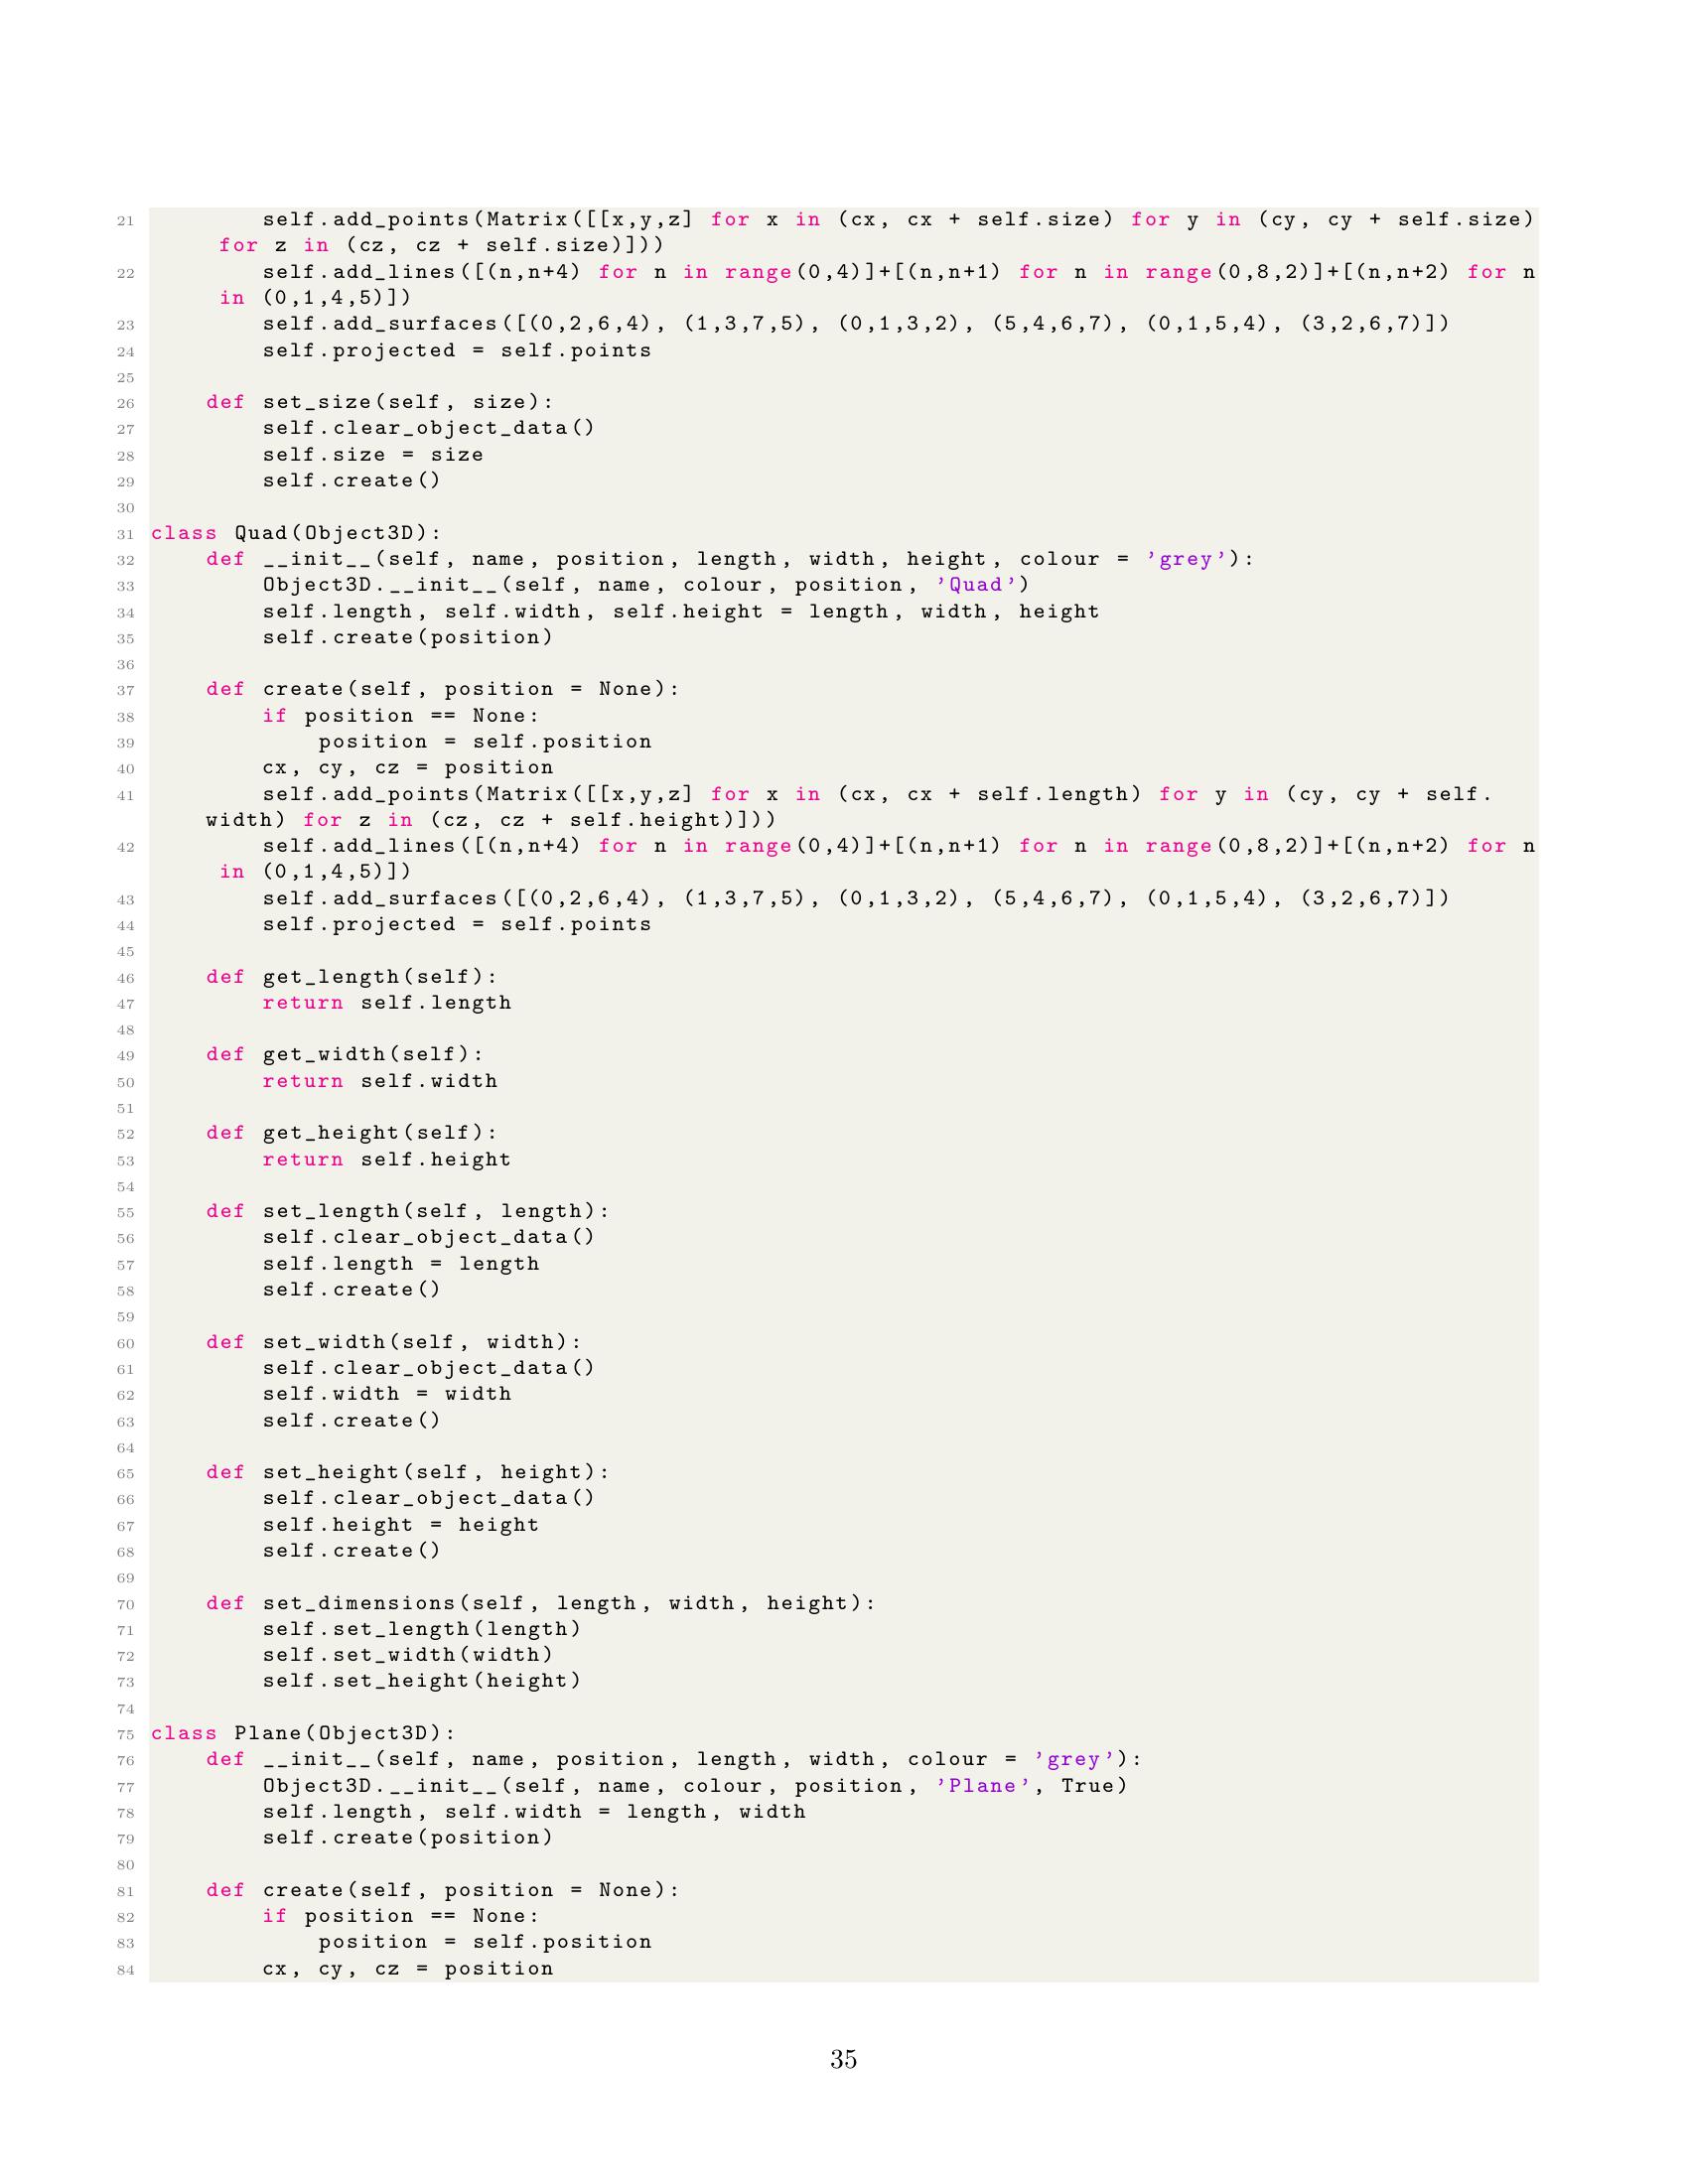 21         self.add_points(Matrix([[x,y,z] for x in (cx, cx + self.size) for y in (cy, cy + self.size)
     for z in (cz, cz + self.size)]))
22         self.add_lines([(n,n+4) for n in range(0,4)]+[(n,n+1) for n in range(0,8,2)]+[(n,n+2) for n
     in (0,1,4,5)])
23         self.add_surfaces([(0,2,6,4), (1,3,7,5), (0,1,3,2), (5,4,6,7), (0,1,5,4), (3,2,6,7)])
24         self.projected = self.points
25
26     def set_size(self, size):
27         self.clear_object_data()
28         self.size = size
29         self.create()
30
31 class Quad(Object3D):
32     def __init__(self, name, position, length, width, height, colour = 'grey'):
33         Object3D.__init__(self, name, colour, position, 'Quad')
34         self.length, self.width, self.height = length, width, height
35         self.create(position)
36
37     def create(self, position = None):
38         if position == None:
39             position = self.position
40         cx, cy, cz = position
41         self.add_points(Matrix([[x,y,z] for x in (cx, cx + self.length) for y in (cy, cy + self.
    width) for z in (cz, cz + self.height)]))
42         self.add_lines([(n,n+4) for n in range(0,4)]+[(n,n+1) for n in range(0,8,2)]+[(n,n+2) for n
     in (0,1,4,5)])
43         self.add_surfaces([(0,2,6,4), (1,3,7,5), (0,1,3,2), (5,4,6,7), (0,1,5,4), (3,2,6,7)])
44         self.projected = self.points
45
46     def get_length(self):
47         return self.length
48
49     def get_width(self):
50         return self.width
51
52     def get_height(self):
53         return self.height
54
55     def set_length(self, length):
56         self.clear_object_data()
57         self.length = length
58         self.create()
59
60     def set_width(self, width):
61         self.clear_object_data()
62         self.width = width
63         self.create()
64
65     def set_height(self, height):
66         self.clear_object_data()
67         self.height = height
68         self.create()
69
70     def set_dimensions(self, length, width, height):
71         self.set_length(length)
72         self.set_width(width)
73         self.set_height(height)
74
75 class Plane(Object3D):
76     def __init__(self, name, position, length, width, colour = 'grey'):
77         Object3D.__init__(self, name, colour, position, 'Plane', True)
78         self.length, self.width = length, width
79         self.create(position)
80
81     def create(self, position = None):
82         if position == None:
83             position = self.position
84         cx, cy, cz = position
35